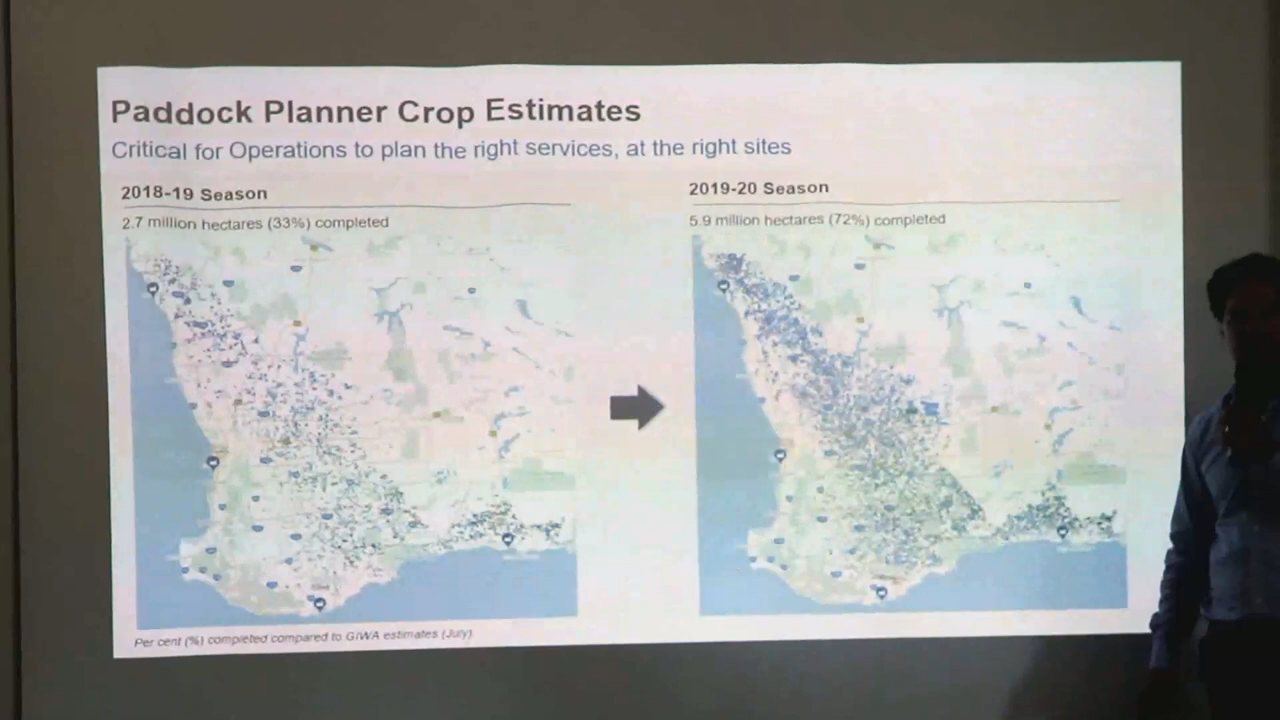 Paddock Planner Crop Estimates
Critical for Operations to plan the right services, at the right sites
2018-19 Season
2.7 million hectares (33%) completed
2019-20 Season
5.9 million hectares (72%) completed
Per cent (%) completed compared to GIWA estimates (July)